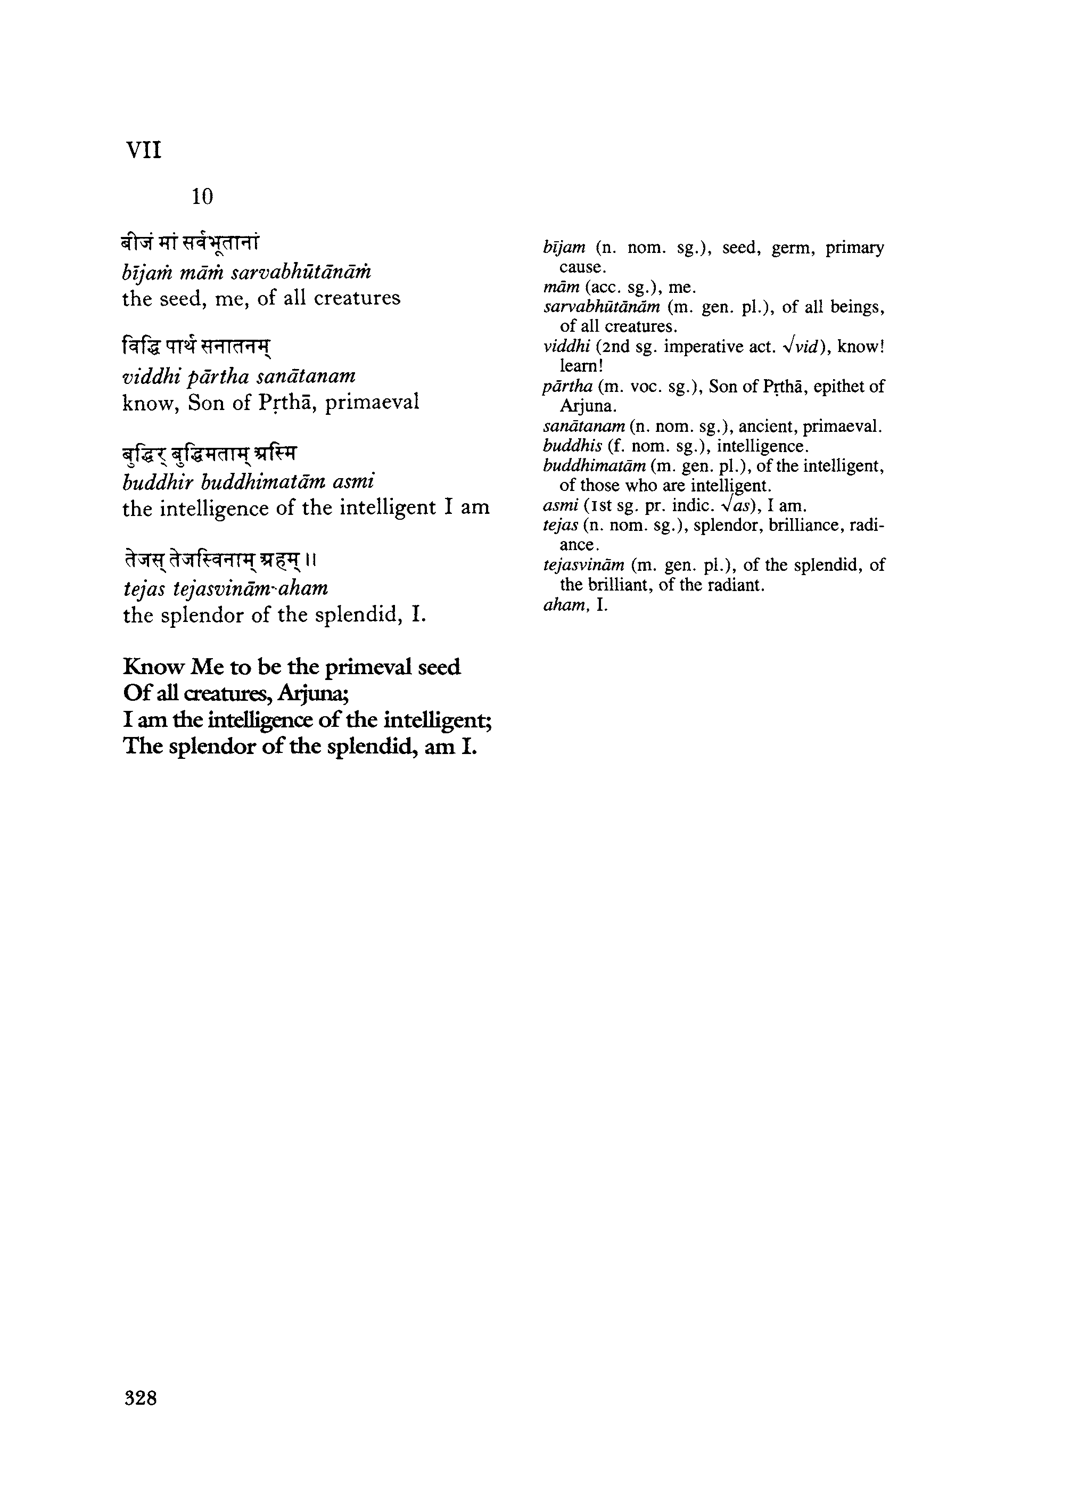 VII
10
बीजं मां सर्वभूतानां
bījaṁ māṁ sarvabhūtānāṁ
the seed, me, of all creatures
विद्धि पार्थ सनातनम्
viddhi pārtha sanātanam
know, Son of Pṛthā, primaeval
बुद्धिर् बुद्धिमताम् अस्मि
buddhir buddhimatām asmi
the intelligence of the intelligent I am
तेजस् तेजस्विनाम् अहम् ॥
tejas tejasvinām aham
the splendor of the splendid, I.
Know Me to be the primeval seed
Of all creatures, Arjuna;
I am the intelligence of the intelligent;
The splendor of the splendid, am I.
bījam (n. nom. sg.), seed, germ, primary
cause.
mām (acc. sg.), me.
sarvabhūtānām (m. gen. pl.), of all beings,
of all creatures.
viddhi (2nd sg. imperative act. √vid), know!
learn!
pārtha (m. voc. sg.), Son of Pṛthā, epithet of
Arjuna.
sanātanam (n. nom. sg.), ancient, primaeval.
buddhis (f. nom. sg.), intelligence.
buddhimatām (m. gen. pl.), of the intelligent,
of those who are intelligent.
asmi (1st sg. pr. indic. √as), I am.
tejas (n. nom. sg.), splendor, brilliance, radi-
ance.
tejasvinām (m. gen. pl.), of the splendid, of
the brilliant, of the radiant.
aham, I.
328